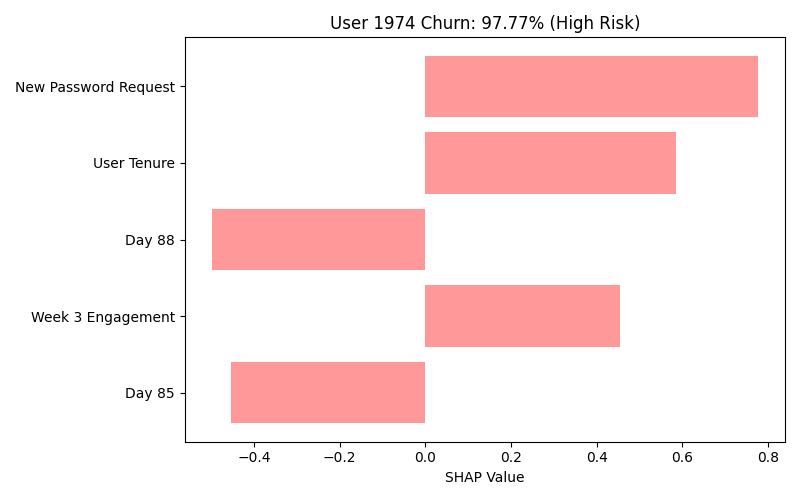 User 1974 Churn: 97.77% (High Risk)
New Password Request
User Tenure
Day 88
Week 3 Engagement
Day 85
−0.4 −0.2 0.0 0.2 0.4 0.6 0.8
SHAP Value